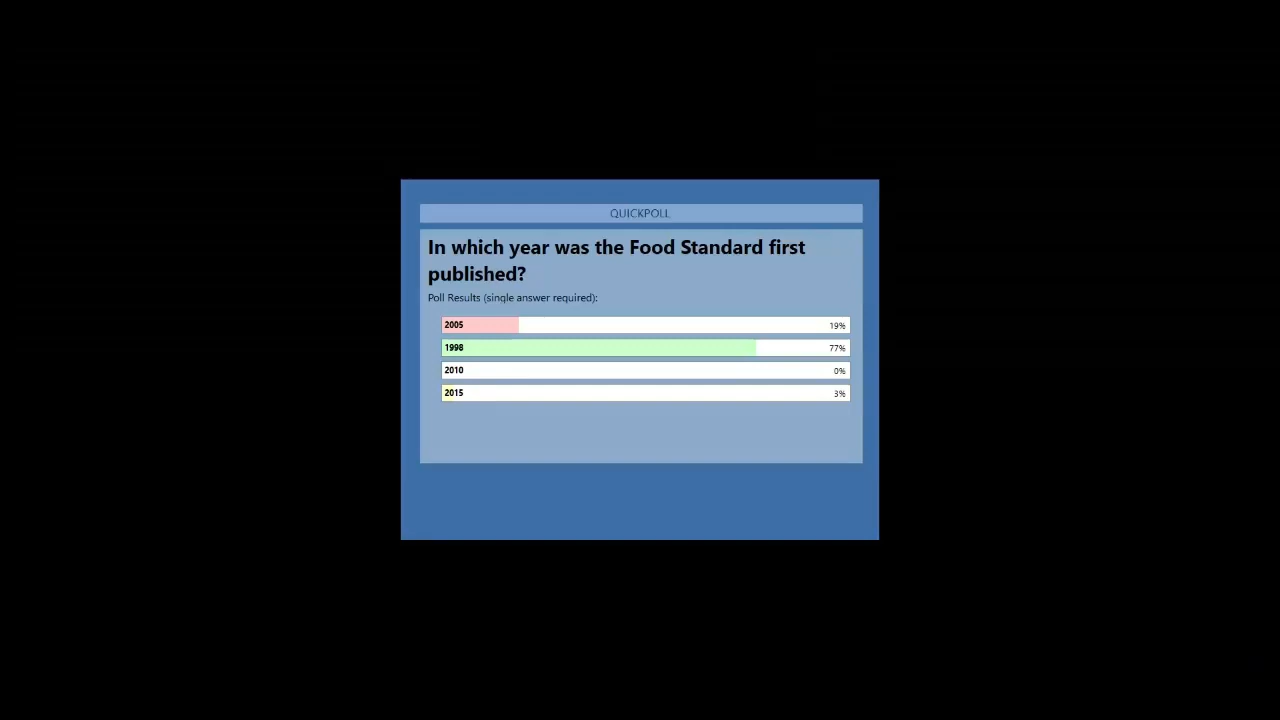 QUICKPOLL
In which year was the Food Standard first
published?
Poll Results (single answer required):
2005 19%
1998 77%
2010 0%
2015 3%